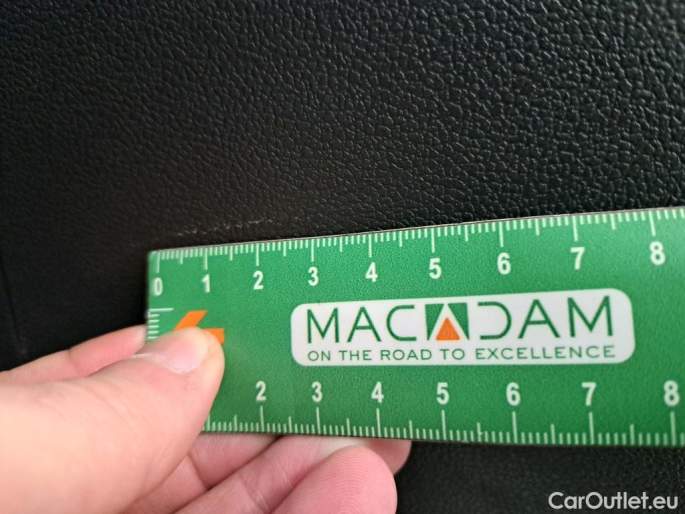 0 1 2 3 4 5 6 7 8
MACADAM
ON THE ROAD TO EXCELLENCE
2 3 4 5 6 7 8
CarOutlet.eu